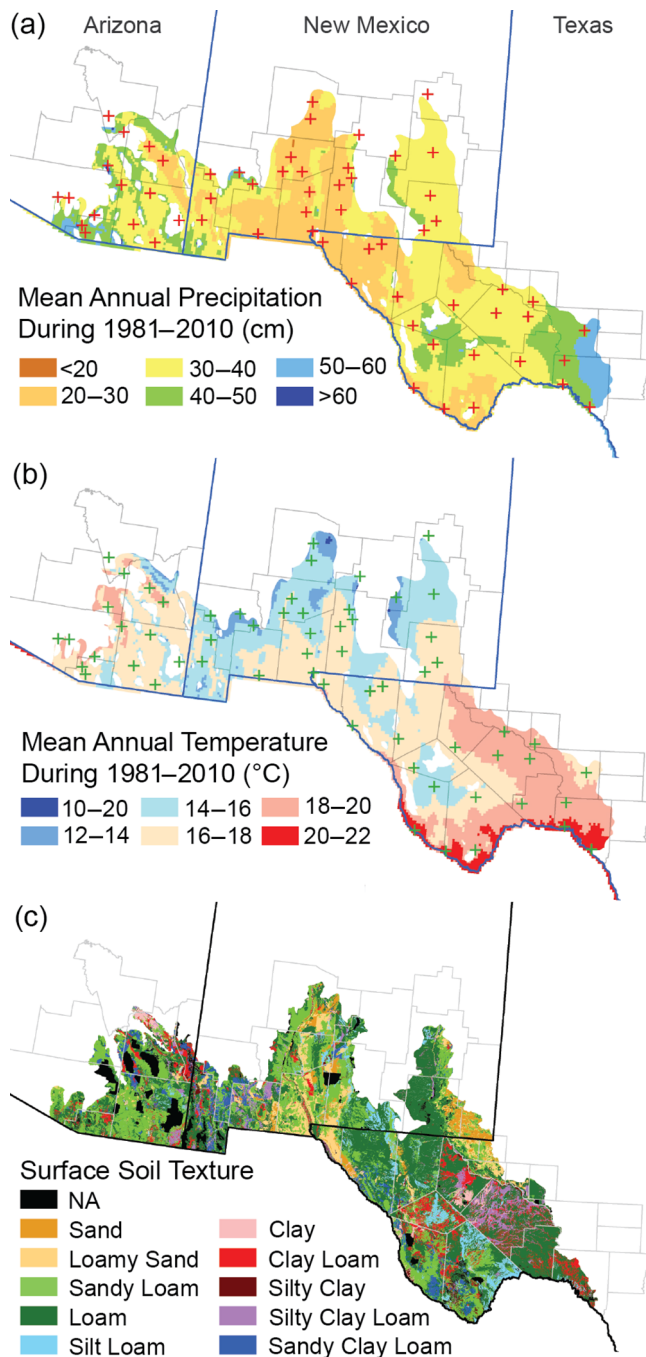 (a)
Arizona New Mexico Texas
Mean Annual Precipitation
During 1981–2010 (cm)
<20 30–40 50–60
20–30 40–50 >60
(b)
Mean Annual Temperature
During 1981–2010 (°C)
10–20 14–16 18–20
12–14 16–18 20–22
(c)
Surface Soil Texture
NA
Sand Clay
Loamy Sand Clay Loam
Sandy Loam Silty Clay
Loam Silty Clay Loam
Silt Loam Sandy Clay Loam